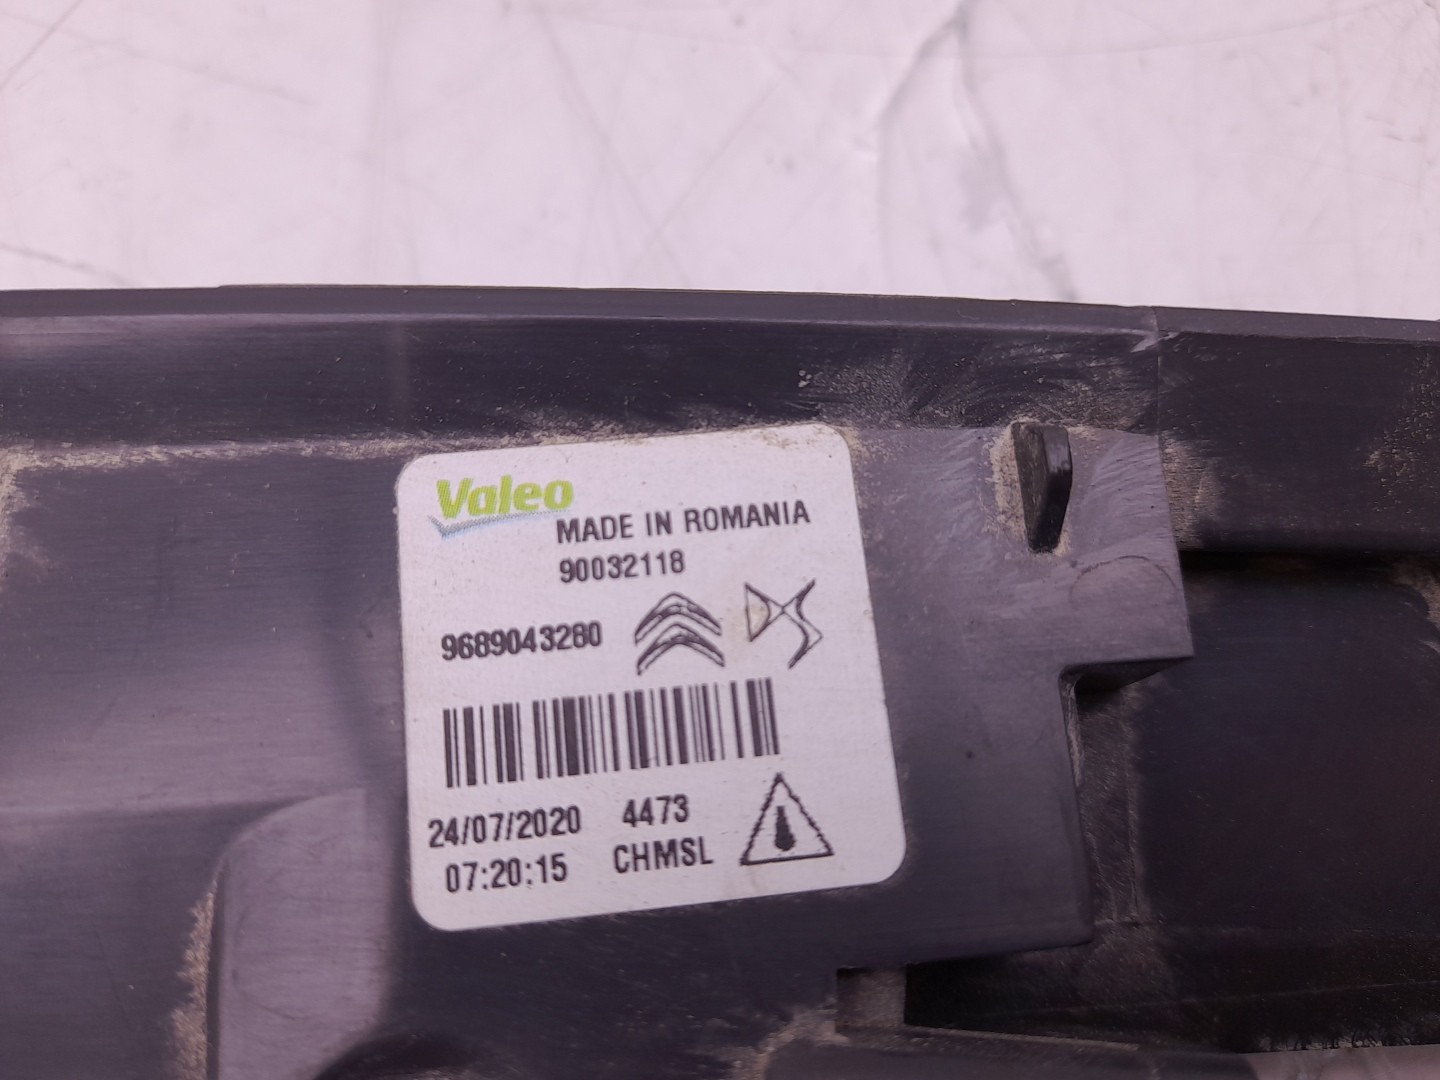 Valeo
MADE IN ROMANIA
90032118
9689043280
24/07/2020 4473
07:20:15 CHMSL